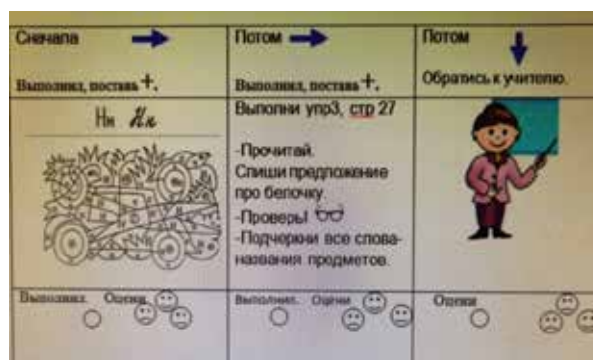 Сначала
Выполнил, поставь +.
Потом
Выполнил, поставь +.
Потом
Обратись к учителю.
Нн Нн
Выполни упр3, стр 27
-Прочитай.
Спиши предложение
про белочку.
-Проверь!
-Подчеркни все слова-
названия предметов.
Выполнил. Оцени
Выполнил. Оцени
Оцени